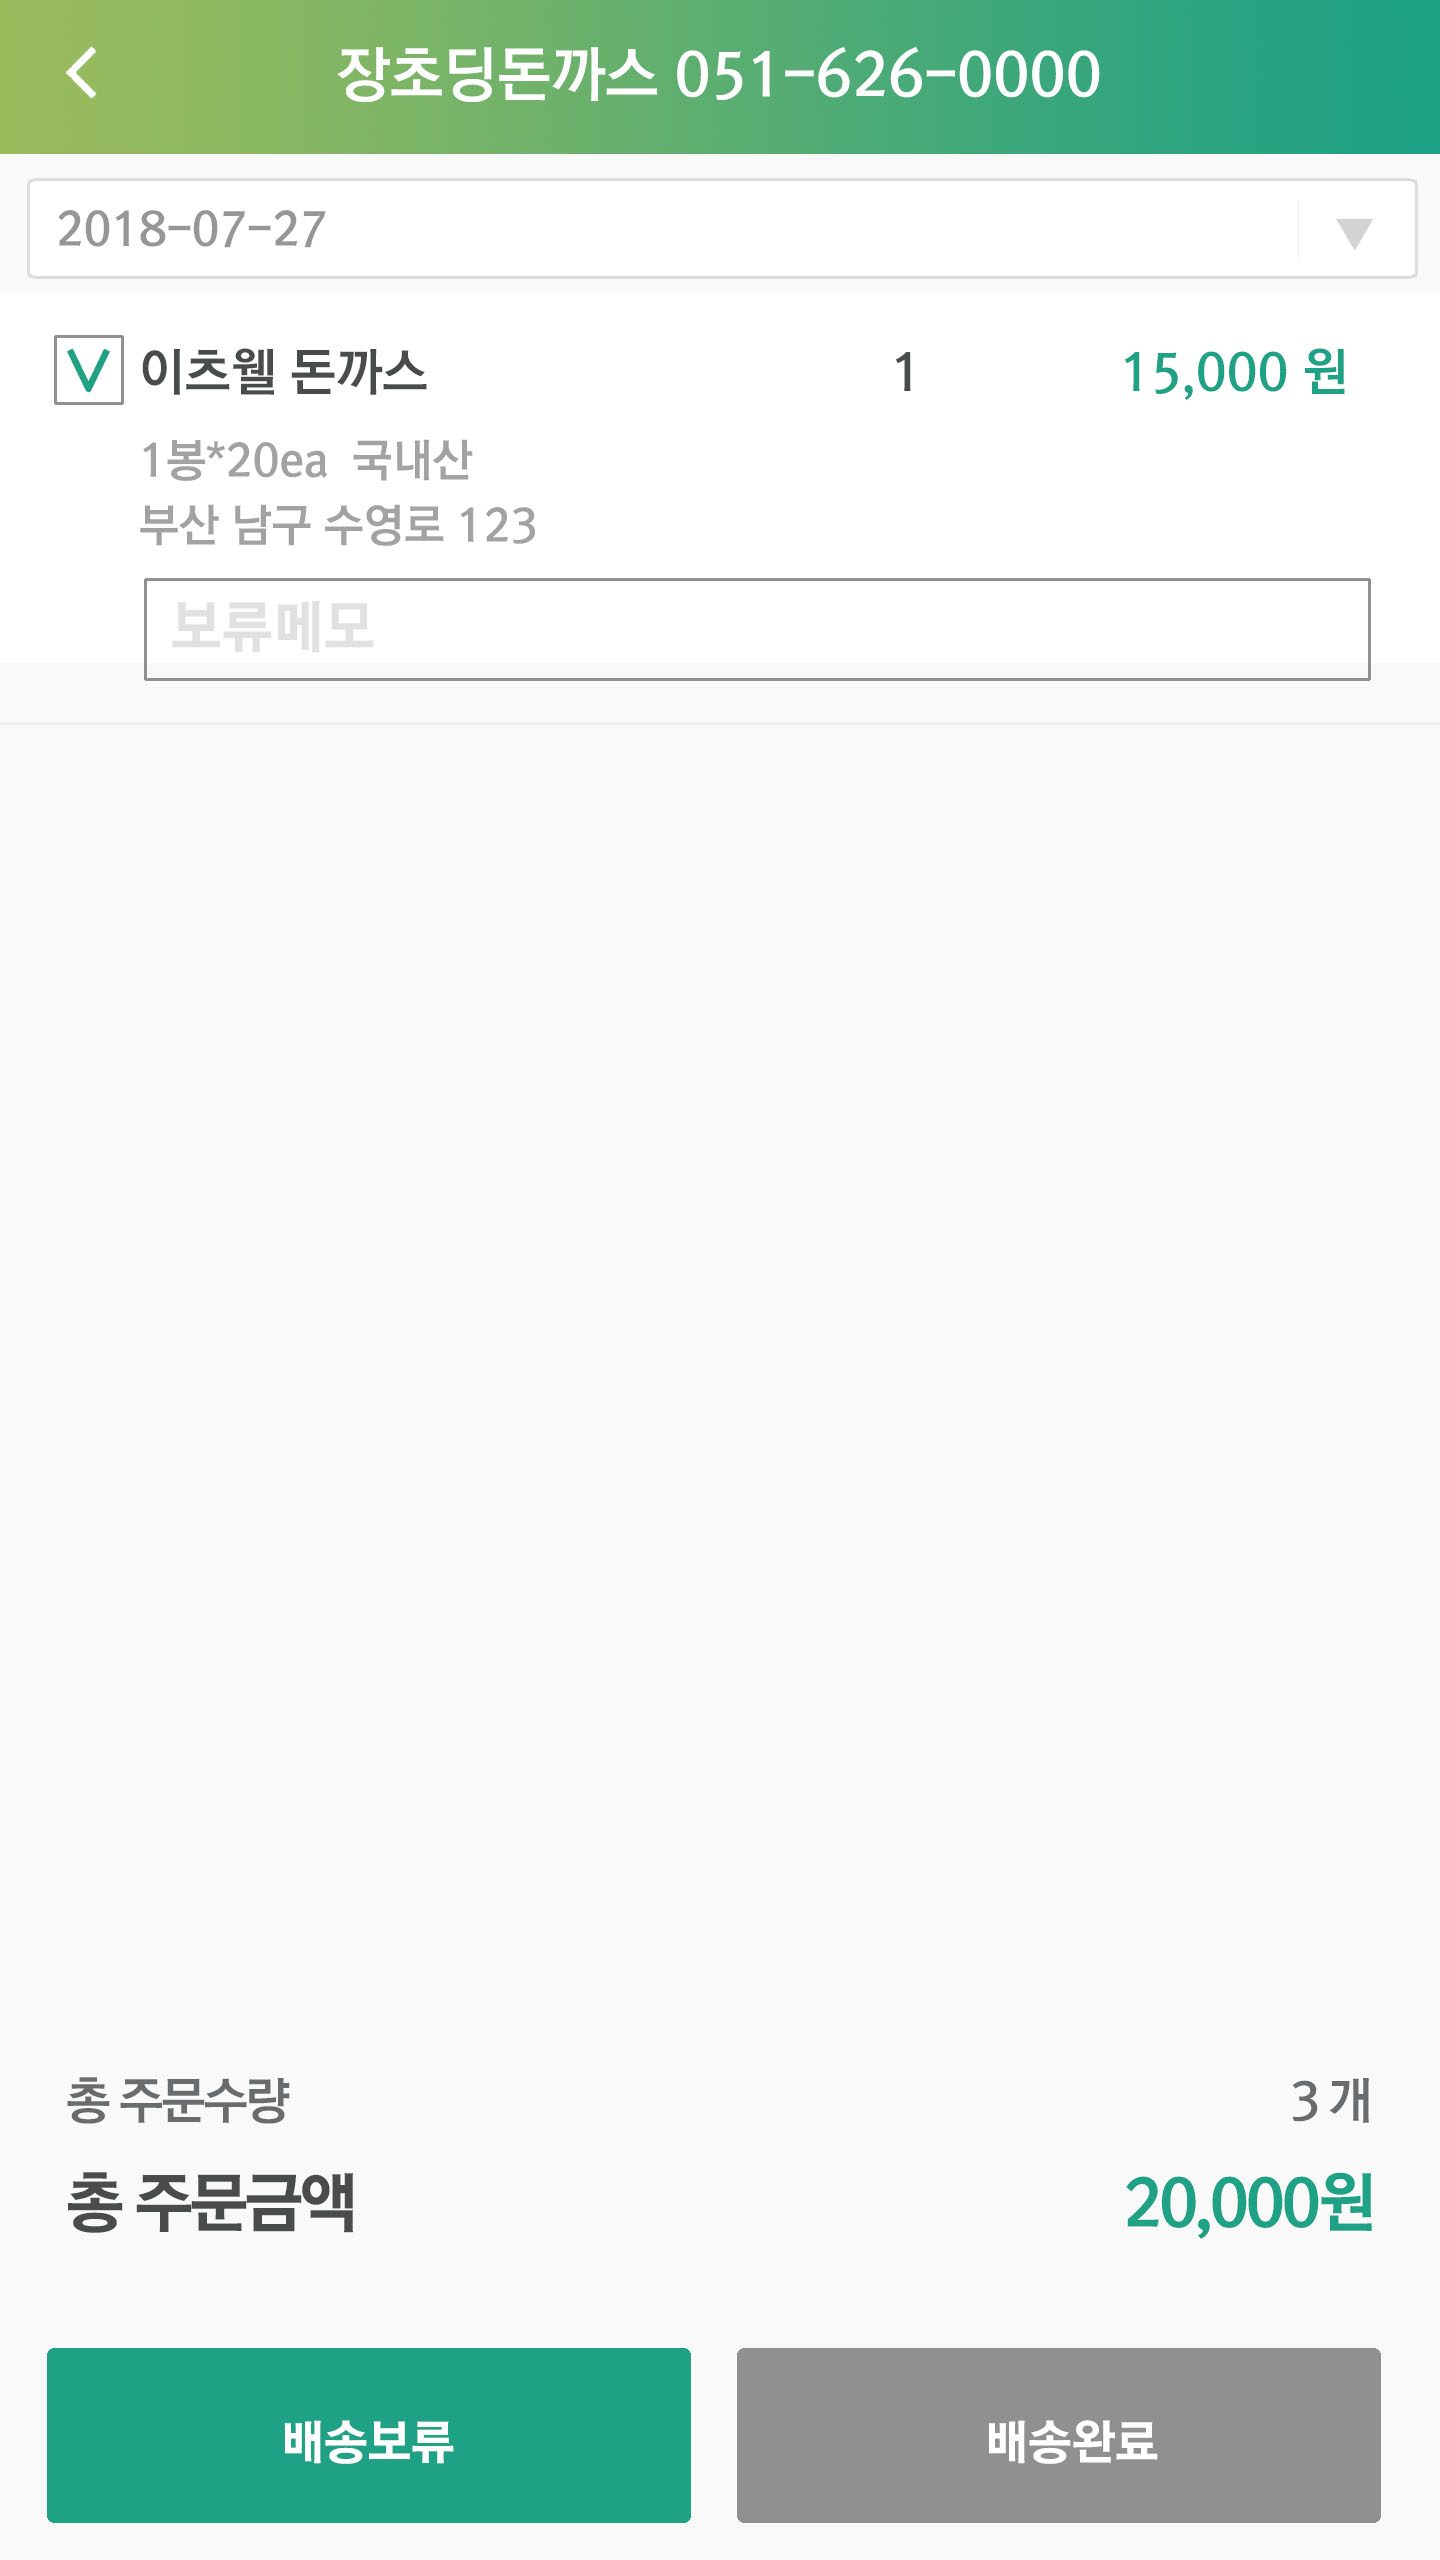 장초딩돈까스 051-626-0000
2018-07-27
이츠웰 돈까스 1 15,000 원
1봉*20ea 국내산
부산 남구 수영로 123
보류메모
총 주문수량 3 개
총 주문금액 20,000원
배송보류 배송완료